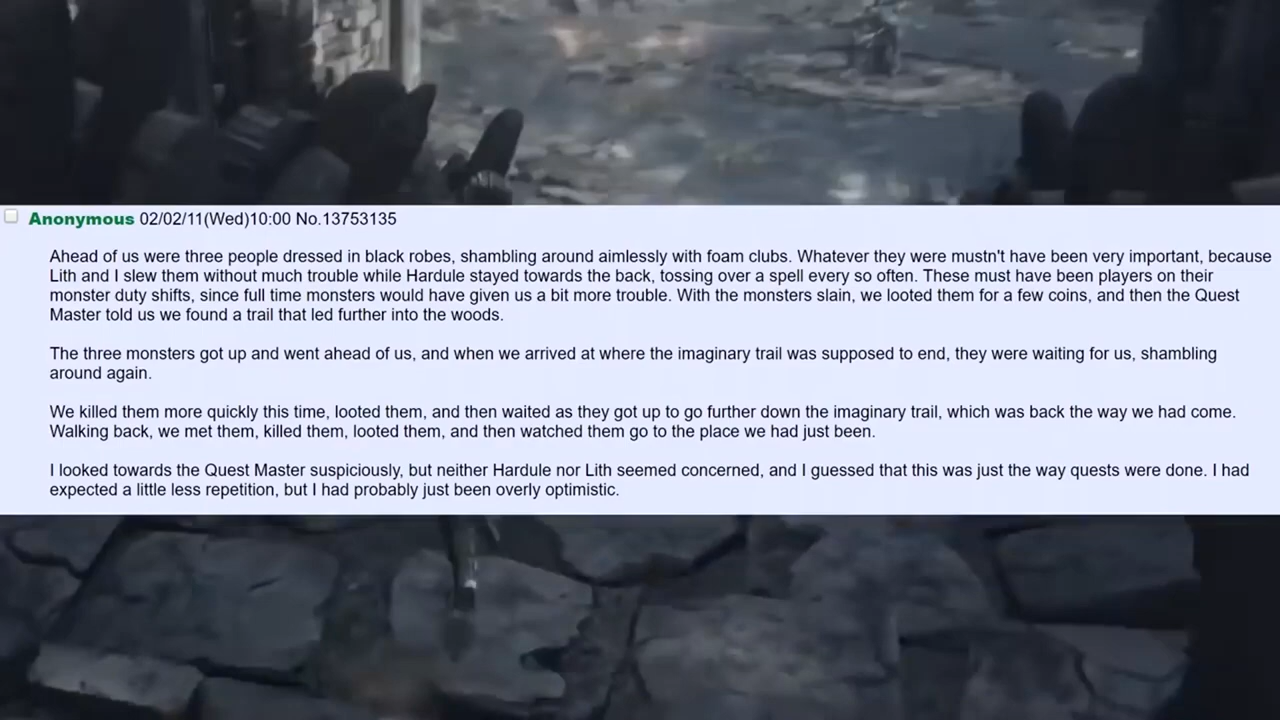 Anonymous 02/02/11(Wed)10:00 No.13753135
Ahead of us were three people dressed in black robes, shambling around aimlessly with foam clubs. Whatever they were mustn't have been very important, because
Lith and I slew them without much trouble while Hardule stayed towards the back, tossing over a spell every so often. These must have been players on their
monster duty shifts, since full time monsters would have given us a bit more trouble. With the monsters slain, we looted them for a few coins, and then the Quest
Master told us we found a trail that led further into the woods.
The three monsters got up and went ahead of us, and when we arrived at where the imaginary trail was supposed to end, they were waiting for us, shambling
around again.
We killed them more quickly this time, looted them, and then waited as they got up to go further down the imaginary trail, which was back the way we had come.
Walking back, we met them, killed them, looted them, and then watched them go to the place we had just been.
I looked towards the Quest Master suspiciously, but neither Hardule nor Lith seemed concerned, and I guessed that this was just the way quests were done. I had
expected a little less repetition, but I had probably just been overly optimistic.